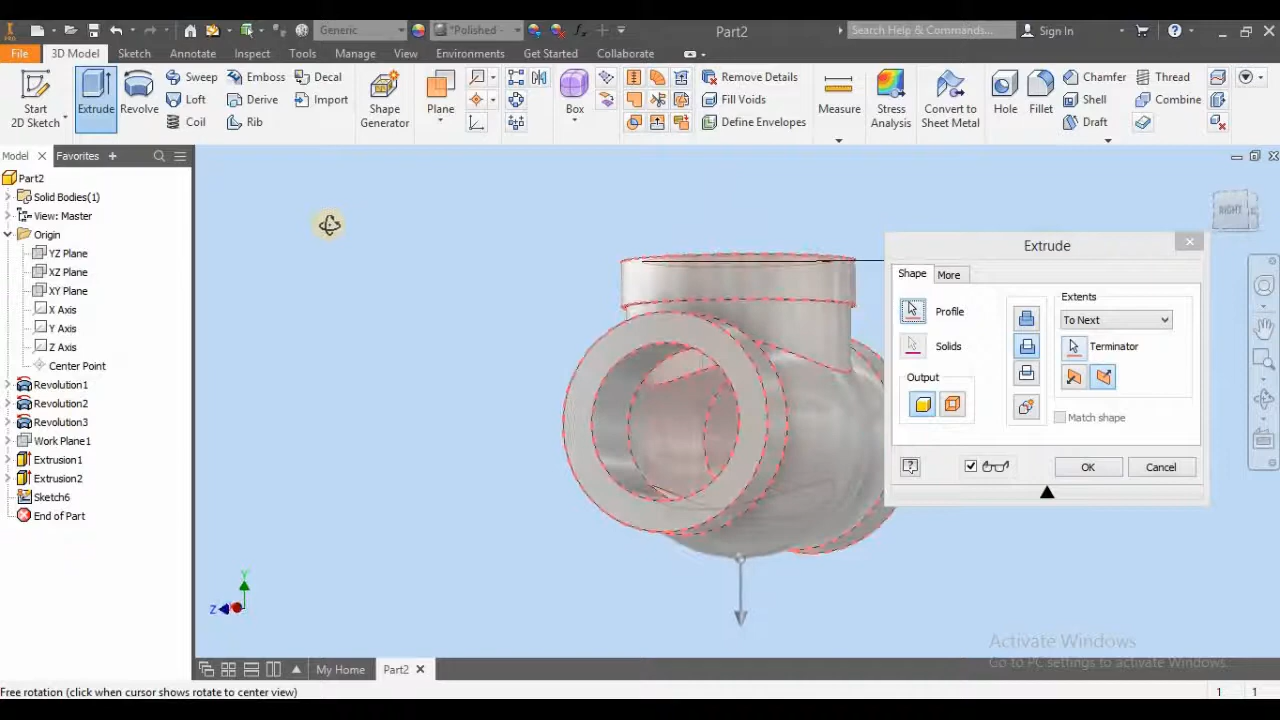 PRO
Generic
*Polished -
Part2
Search Help & Commands...
Sign In
File
3D Model
Sketch
Annotate
Inspect
Tools
Manage
View
Environments
Get Started
Collaborate
Start
2D Sketch
Extrude
Revolve
Sweep
Loft
Coil
Emboss
Derive
Rib
Decal
Import
Shape
Generator
Plane
Box
Remove Details
Fill Voids
Define Envelopes
Measure
Stress
Analysis
Convert to
Sheet Metal
Hole
Fillet
Chamfer
Shell
Draft
Thread
Combine
Model
Favorites
Part2
Solid Bodies(1)
View: Master
Origin
YZ Plane
XZ Plane
XY Plane
X Axis
Y Axis
Z Axis
Center Point
Revolution1
Revolution2
Revolution3
Work Plane1
Extrusion1
Extrusion2
Sketch6
End of Part
RIGHT
Extrude
Shape
More
Profile
Solids
Output
Extents
To Next
Terminator
Match shape
OK
Cancel
Y
Z
Activate Windows
Go to PC settings to activate Windows.
My Home
Part2
Free rotation (click when cursor shows rotate to center view)
1
1